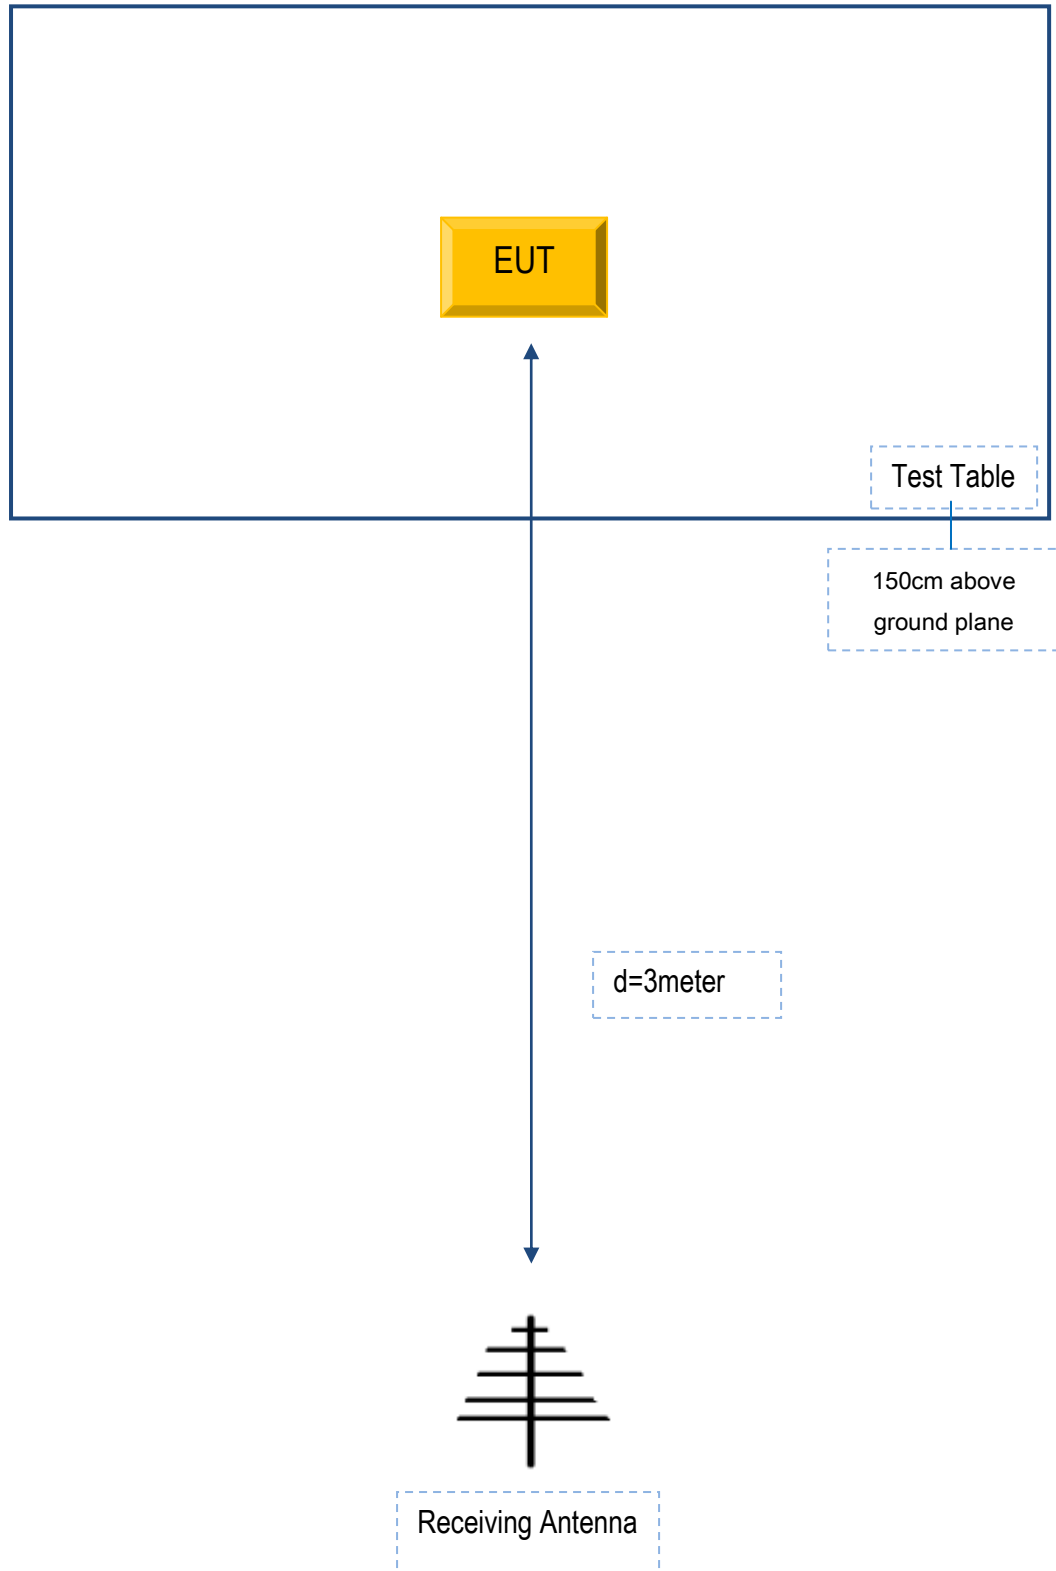 EUT
Test Table
150cm above
ground plane
d=3meter
Receiving Antenna